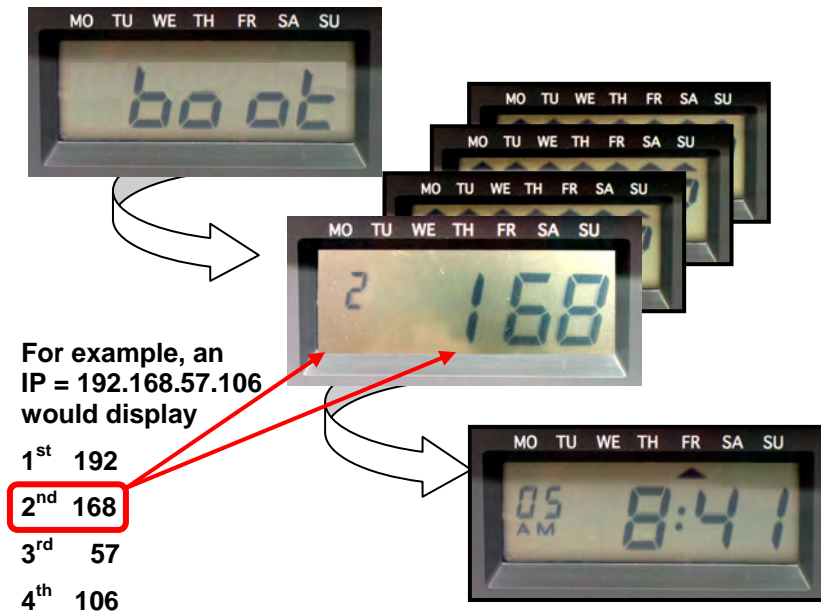 MO TU WE TH FR SA SU
boot
MO TU WE TH FR SA SU
MO TU WE TH FR SA SU
MO TU WE TH FR SA SU
MO TU WE TH FR SA SU
2 168
For example, an
IP = 192.168.57.106
would display
1st 192
2nd 168
3rd 57
4th 106
MO TU WE TH FR SA SU
05 AM 8:41